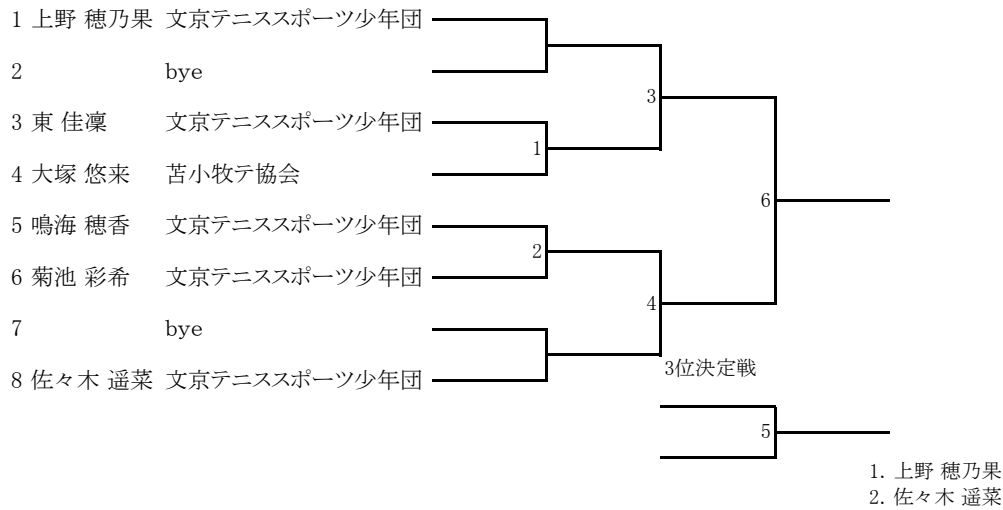 1 上野 穂乃果 文京テニススポーツ少年団
2 bye
3
3 東 佳凜 文京テニススポーツ少年団
1
4 大塚 悠来 苫小牧テ協会
6
5 鳴海 穂香 文京テニススポーツ少年団
2
6 菊池 彩希 文京テニススポーツ少年団
4
7 bye
3位決定戦
8 佐々木 遥菜 文京テニススポーツ少年団
5
1. 上野 穂乃果
2. 佐々木 遥菜